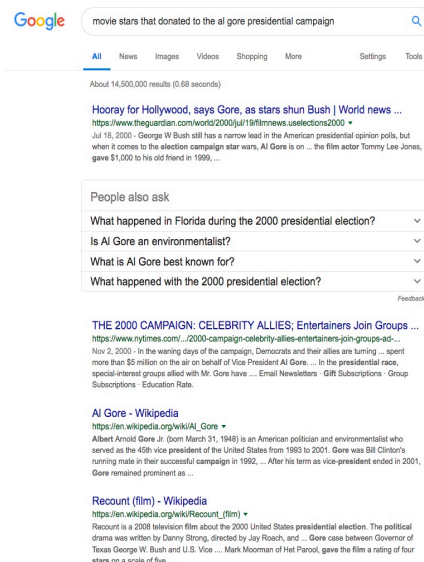 Google
movie stars that donated to the al gore presidential campaign
All News Images Videos Shopping More Settings Tools
About 14,500,000 results (0.68 seconds)
Hooray for Hollywood, says Gore, as stars shun Bush | World news ...
https://www.theguardian.com/world/2000/jul/19/filmnews.uselections2000
Jul 18, 2000 - George W Bush still has a narrow lead in the American presidential opinion polls, but
when it comes to the election campaign star wars, Al Gore is on ... the film actor Tommy Lee Jones,
gave $1,000 to his old friend in 1999, ...
People also ask
What happened in Florida during the 2000 presidential election?
Is Al Gore an environmentalist?
What is Al Gore best known for?
What happened with the 2000 presidential election?
Feedback
THE 2000 CAMPAIGN: CELEBRITY ALLIES; Entertainers Join Groups ...
https://www.nytimes.com/.../2000-campaign-celebrity-allies-entertainers-join-groups-ad-...
Nov 2, 2000 - In the waning days of the campaign, Democrats and their allies are turning ... spent
more than $5 million on the air on behalf of Vice President Al Gore. ... In the presidential race,
special-interest groups allied with Mr. Gore have .... Email Newsletters · Gift Subscriptions · Group
Subscriptions · Education Rate.
Al Gore - Wikipedia
https://en.wikipedia.org/wiki/Al_Gore
Albert Arnold Gore Jr. (born March 31, 1948) is an American politician and environmentalist who
served as the 45th vice president of the United States from 1993 to 2001. Gore was Bill Clinton's
running mate in their successful campaign in 1992, ... After his term as vice-president ended in 2001,
Gore remained prominent as ...
Recount (film) - Wikipedia
https://en.wikipedia.org/wiki/Recount_(film)
Recount is a 2008 television film about the 2000 United States presidential election. The political
drama was written by Danny Strong, directed by Jay Roach, and ... Gore case between Governor of
Texas George W. Bush and U.S. Vice .... Mark Moorman of Het Parool, gave the film a rating of four
stars on a scale of five.